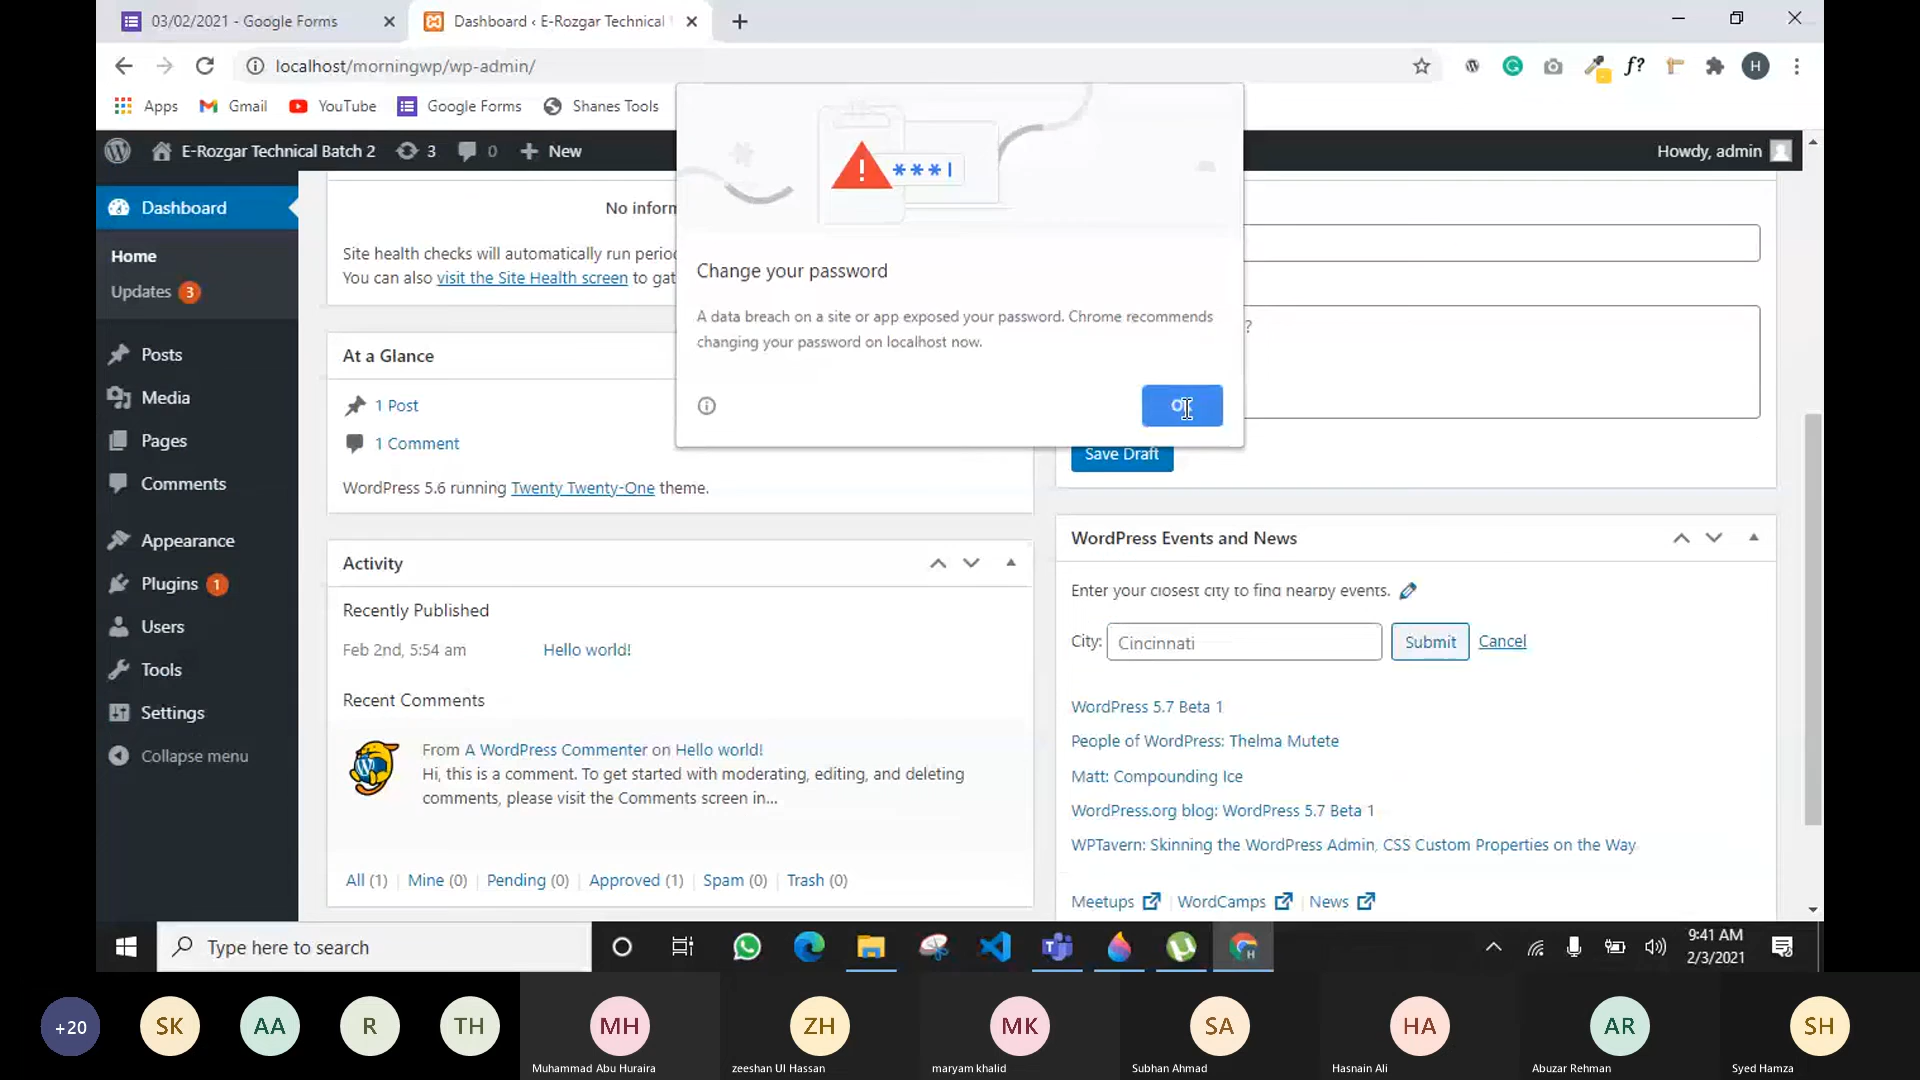 03/02/2021 - Google Forms
Dashboard ‹ E-Rozgar Technical
localhost/morningwp/wp-admin/
f?
H
Apps
Gmail
YouTube
Google Forms
Shanes Tools
E-Rozgar Technical Batch 2
3
0
New
Howdy, admin
Dashboard
Home
Updates 3
Posts
Media
Pages
Comments
Appearance
Plugins 1
Users
Tools
Settings
Collapse menu
No inform
Site health checks will automatically run perio
You can also visit the Site Health screen to gat
At a Glance
1 Post
1 Comment
WordPress 5.6 running Twenty Twenty-One theme.
Activity
Recently Published
Feb 2nd, 5:54 am Hello world!
Recent Comments
From A WordPress Commenter on Hello world!
Hi, this is a comment. To get started with moderating, editing, and deleting
comments, please visit the Comments screen in...
All (1) | Mine (0) | Pending (0) | Approved (1) | Spam (0) | Trash (0)
! ***|
Change your password
A data breach on a site or app exposed your password. Chrome recommends
changing your password on localhost now.
?
Save Draft
WordPress Events and News
Enter your closest city to find nearby events.
City: Cincinnati Submit Cancel
WordPress 5.7 Beta 1
People of WordPress: Thelma Mutete
Matt: Compounding Ice
WordPress.org blog: WordPress 5.7 Beta 1
WPTavern: Skinning the WordPress Admin, CSS Custom Properties on the Way
Meetups | WordCamps | News
Type here to search
H
9:41 AM
2/3/2021
+20
SK
AA
R
TH
MH
Muhammad Abu Huraira
ZH
zeeshan Ul Hassan
MK
maryam khalid
SA
Subhan Ahmad
HA
Hasnain Ali
AR
Abuzar Rehman
SH
Syed Hamza